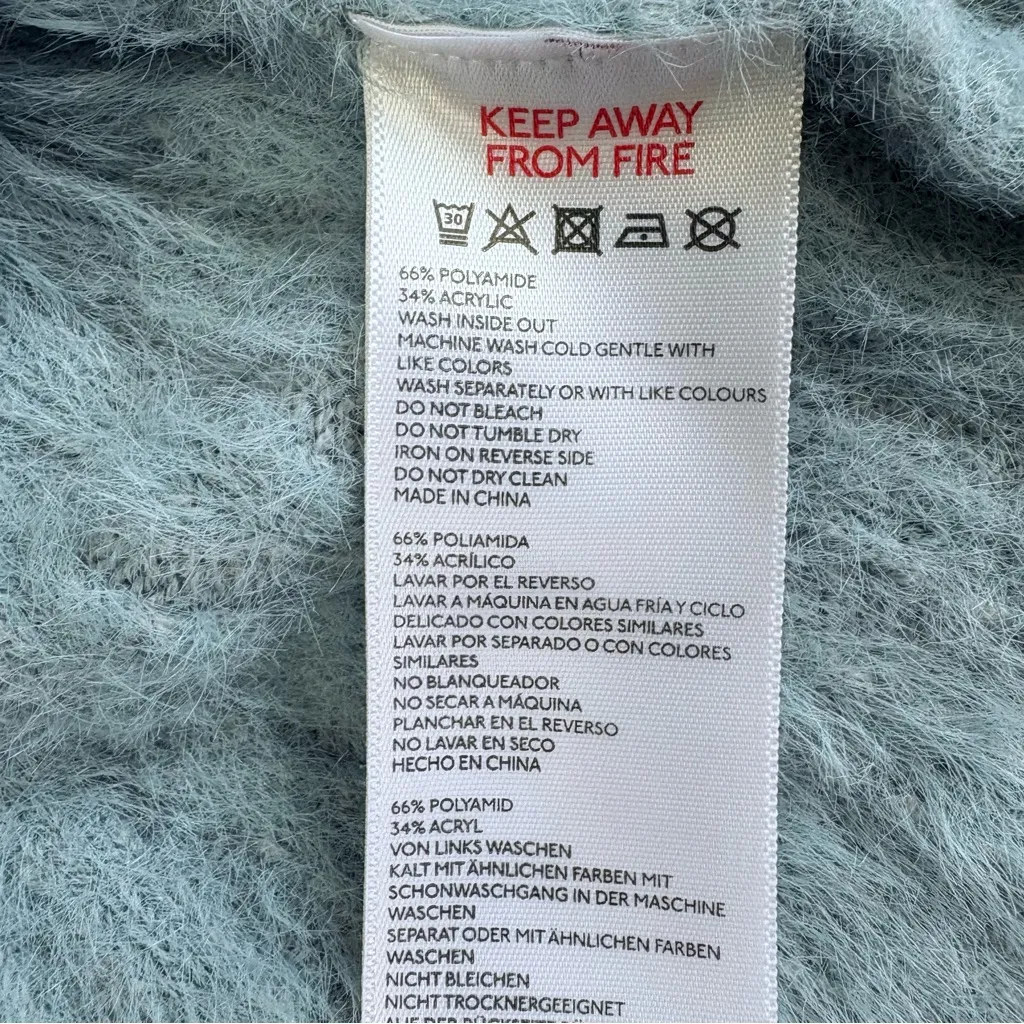 KEEP AWAY
FROM FIRE
30
66% POLYAMIDE
34% ACRYLIC
WASH INSIDE OUT
MACHINE WASH COLD GENTLE WITH
LIKE COLORS
WASH SEPARATELY OR WITH LIKE COLOURS
DO NOT BLEACH
DO NOT TUMBLE DRY
IRON ON REVERSE SIDE
DO NOT DRY CLEAN
MADE IN CHINA
66% POLIAMIDA
34% ACRÍLICO
LAVAR POR EL REVERSO
LAVAR A MÁQUINA EN AGUA FRÍA Y CICLO
DELICADO CON COLORES SIMILARES
LAVAR POR SEPARADO O CON COLORES
SIMILARES
NO BLANQUEADOR
NO SECAR A MÁQUINA
PLANCHAR EN EL REVERSO
NO LAVAR EN SECO
HECHO EN CHINA
66% POLYAMID
34% ACRYL
VON LINKS WASCHEN
KALT MIT ÄHNLICHEN FARBEN MIT
SCHONWASCHGANG IN DER MASCHINE
WASCHEN
SEPARAT ODER MIT ÄHNLICHEN FARBEN
WASCHEN
NICHT BLEICHEN
NICHT TROCKNERGEEIGNET